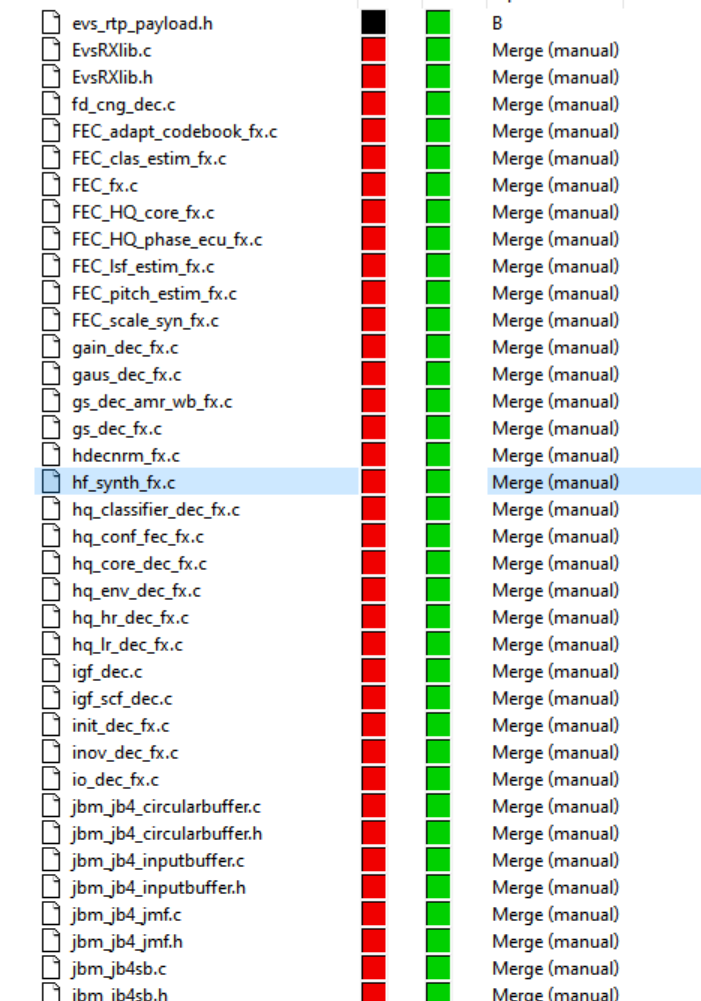 evs_rtp_payload.h B
EvsRXlib.c Merge (manual)
EvsRXlib.h Merge (manual)
fd_cng_dec.c Merge (manual)
FEC_adapt_codebook_fx.c Merge (manual)
FEC_clas_estim_fx.c Merge (manual)
FEC_fx.c Merge (manual)
FEC_HQ_core_fx.c Merge (manual)
FEC_HQ_phase_ecu_fx.c Merge (manual)
FEC_lsf_estim_fx.c Merge (manual)
FEC_pitch_estim_fx.c Merge (manual)
FEC_scale_syn_fx.c Merge (manual)
gain_dec_fx.c Merge (manual)
gaus_dec_fx.c Merge (manual)
gs_dec_amr_wb_fx.c Merge (manual)
gs_dec_fx.c Merge (manual)
hdecnrm_fx.c Merge (manual)
hf_synth_fx.c Merge (manual)
hq_classifier_dec_fx.c Merge (manual)
hq_conf_fec_fx.c Merge (manual)
hq_core_dec_fx.c Merge (manual)
hq_env_dec_fx.c Merge (manual)
hq_hr_dec_fx.c Merge (manual)
hq_lr_dec_fx.c Merge (manual)
igf_dec.c Merge (manual)
igf_scf_dec.c Merge (manual)
init_dec_fx.c Merge (manual)
inov_dec_fx.c Merge (manual)
io_dec_fx.c Merge (manual)
jbm_jb4_circularbuffer.c Merge (manual)
jbm_jb4_circularbuffer.h Merge (manual)
jbm_jb4_inputbuffer.c Merge (manual)
jbm_jb4_inputbuffer.h Merge (manual)
jbm_jb4_jmf.c Merge (manual)
jbm_jb4_jmf.h Merge (manual)
jbm_jb4sb.c Merge (manual)
jbm_jb4sb.h Merge (manual)